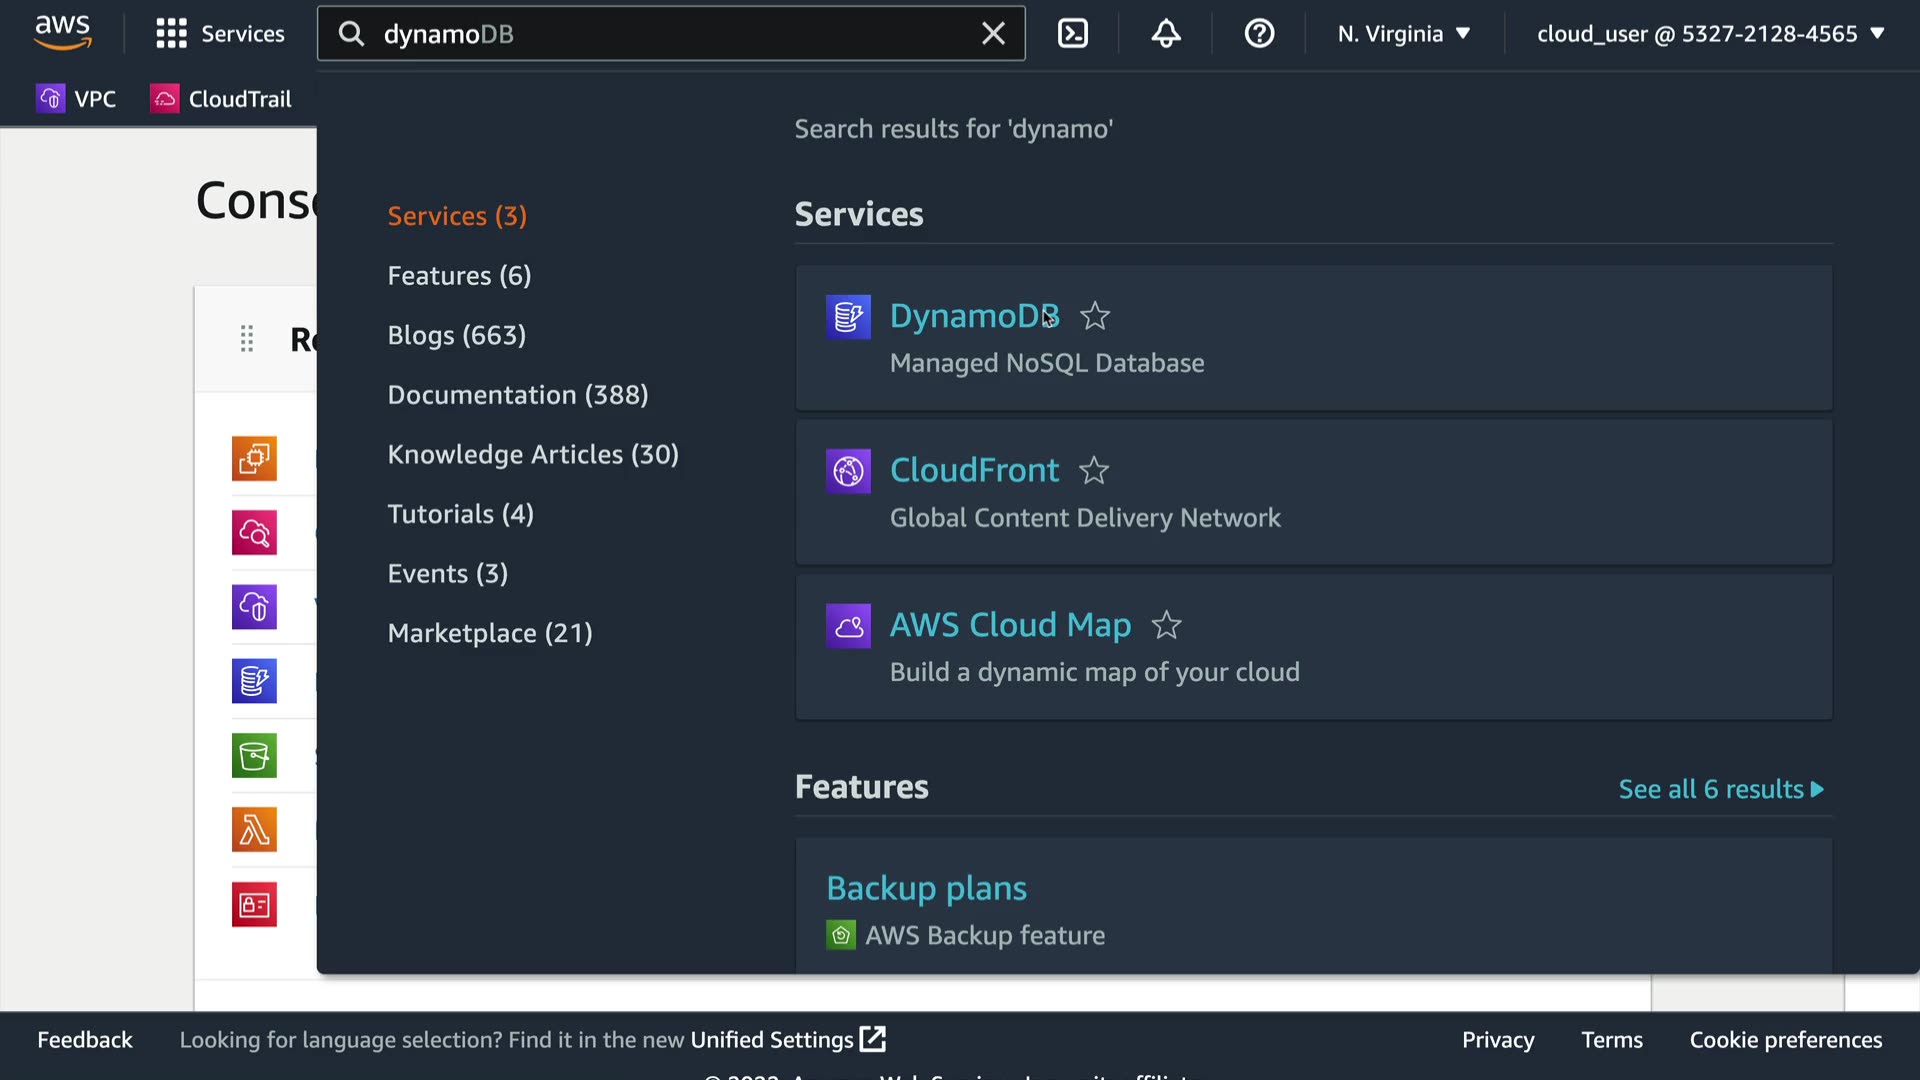 aws
Services
dynamoDB
N. Virginia
cloud_user @ 5327-2128-4565
VPC
CloudTrail
Search results for 'dynamo'
Services (3)
Features (6)
Blogs (663)
Documentation (388)
Knowledge Articles (30)
Tutorials (4)
Events (3)
Marketplace (21)
Services
DynamoDB
Managed NoSQL Database
CloudFront
Global Content Delivery Network
AWS Cloud Map
Build a dynamic map of your cloud
Features
See all 6 results
Backup plans
AWS Backup feature
Feedback
Looking for language selection? Find it in the new Unified Settings
Privacy
Terms
Cookie preferences